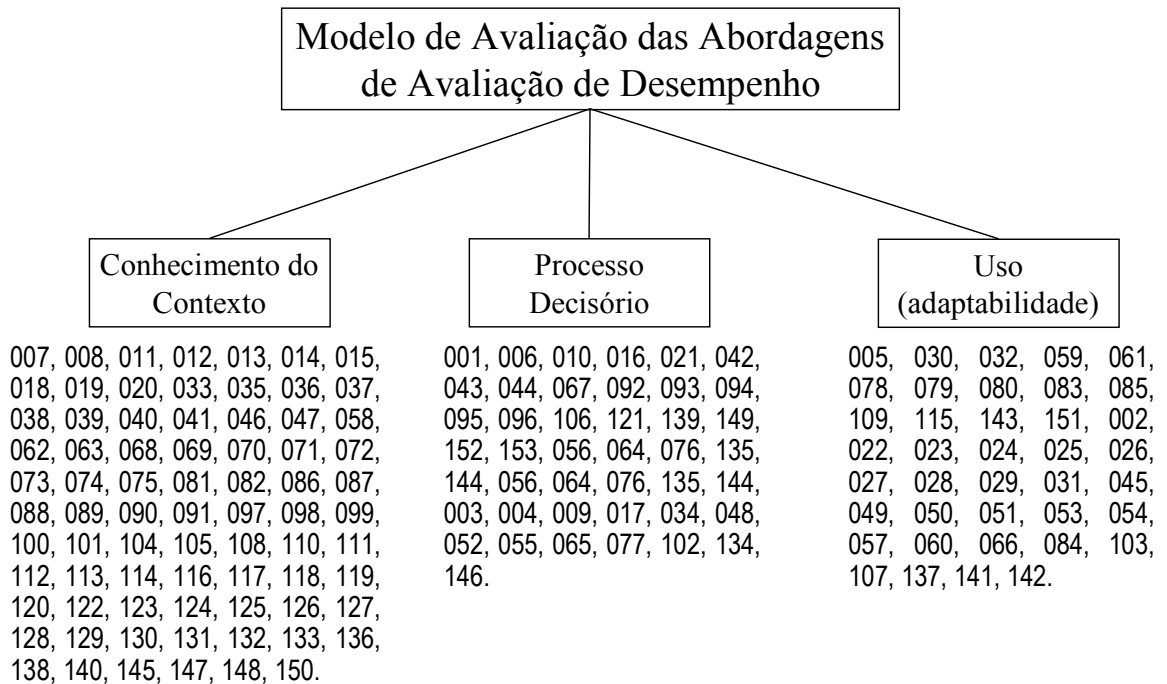 Modelo de Avaliação das Abordagens
de Avaliação de Desempenho
Conhecimento do
Contexto
007, 008, 011, 012, 013, 014, 015,
018, 019, 020, 033, 035, 036, 037,
038, 039, 040, 041, 046, 047, 058,
062, 063, 068, 069, 070, 071, 072,
073, 074, 075, 081, 082, 086, 087,
088, 089, 090, 091, 097, 098, 099,
100, 101, 104, 105, 108, 110, 111,
112, 113, 114, 116, 117, 118, 119,
120, 122, 123, 124, 125, 126, 127,
128, 129, 130, 131, 132, 133, 136,
138, 140, 145, 147, 148, 150.
Processo
Decisório
001, 006, 010, 016, 021, 042,
043, 044, 067, 092, 093, 094,
095, 096, 106, 121, 139, 149,
152, 153, 056, 064, 076, 135,
144, 056, 064, 076, 135, 144,
003, 004, 009, 017, 034, 048,
052, 055, 065, 077, 102, 134,
146.
Uso
(adaptabilidade)
005, 030, 032, 059, 061,
078, 079, 080, 083, 085,
109, 115, 143, 151, 002,
022, 023, 024, 025, 026,
027, 028, 029, 031, 045,
049, 050, 051, 053, 054,
057, 060, 066, 084, 103,
107, 137, 141, 142.